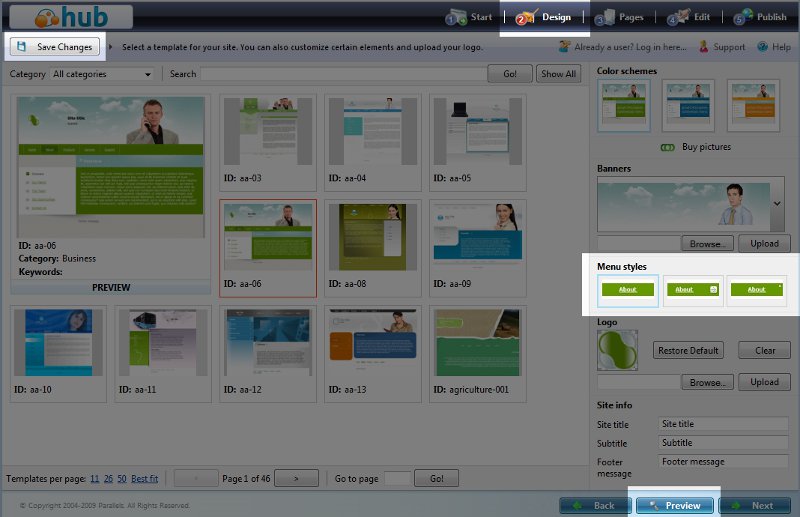 hub
1 Start
2 Design
3 Pages
4 Edit
5 Publish
Save Changes
Select a template for your site. You can also customize certain elements and upload your logo.
Already a user? Log in here...
Support
Help
Category All categories
Search
Go!
Show All
Site title
ID: aa-06
Category: Business
Keywords:
PREVIEW
ID: aa-03
ID: aa-04
ID: aa-05
ID: aa-06
ID: aa-08
ID: aa-09
ID: aa-10
ID: aa-11
ID: aa-12
ID: aa-13
ID: agriculture-001
Color schemes
Buy pictures
Banners
Browse...
Upload
Menu styles
About
About
About
Logo
Restore Default
Clear
Browse...
Upload
Site info
Site title
Site title
Subtitle
Subtitle
Footer message
Footer message
Templates per page: 11 26 50 Best fit
<
Page 1 of 46
>
Go to page
Go!
© Copyright 2004-2009 Parallels. All Rights Reserved.
Back
Preview
Next